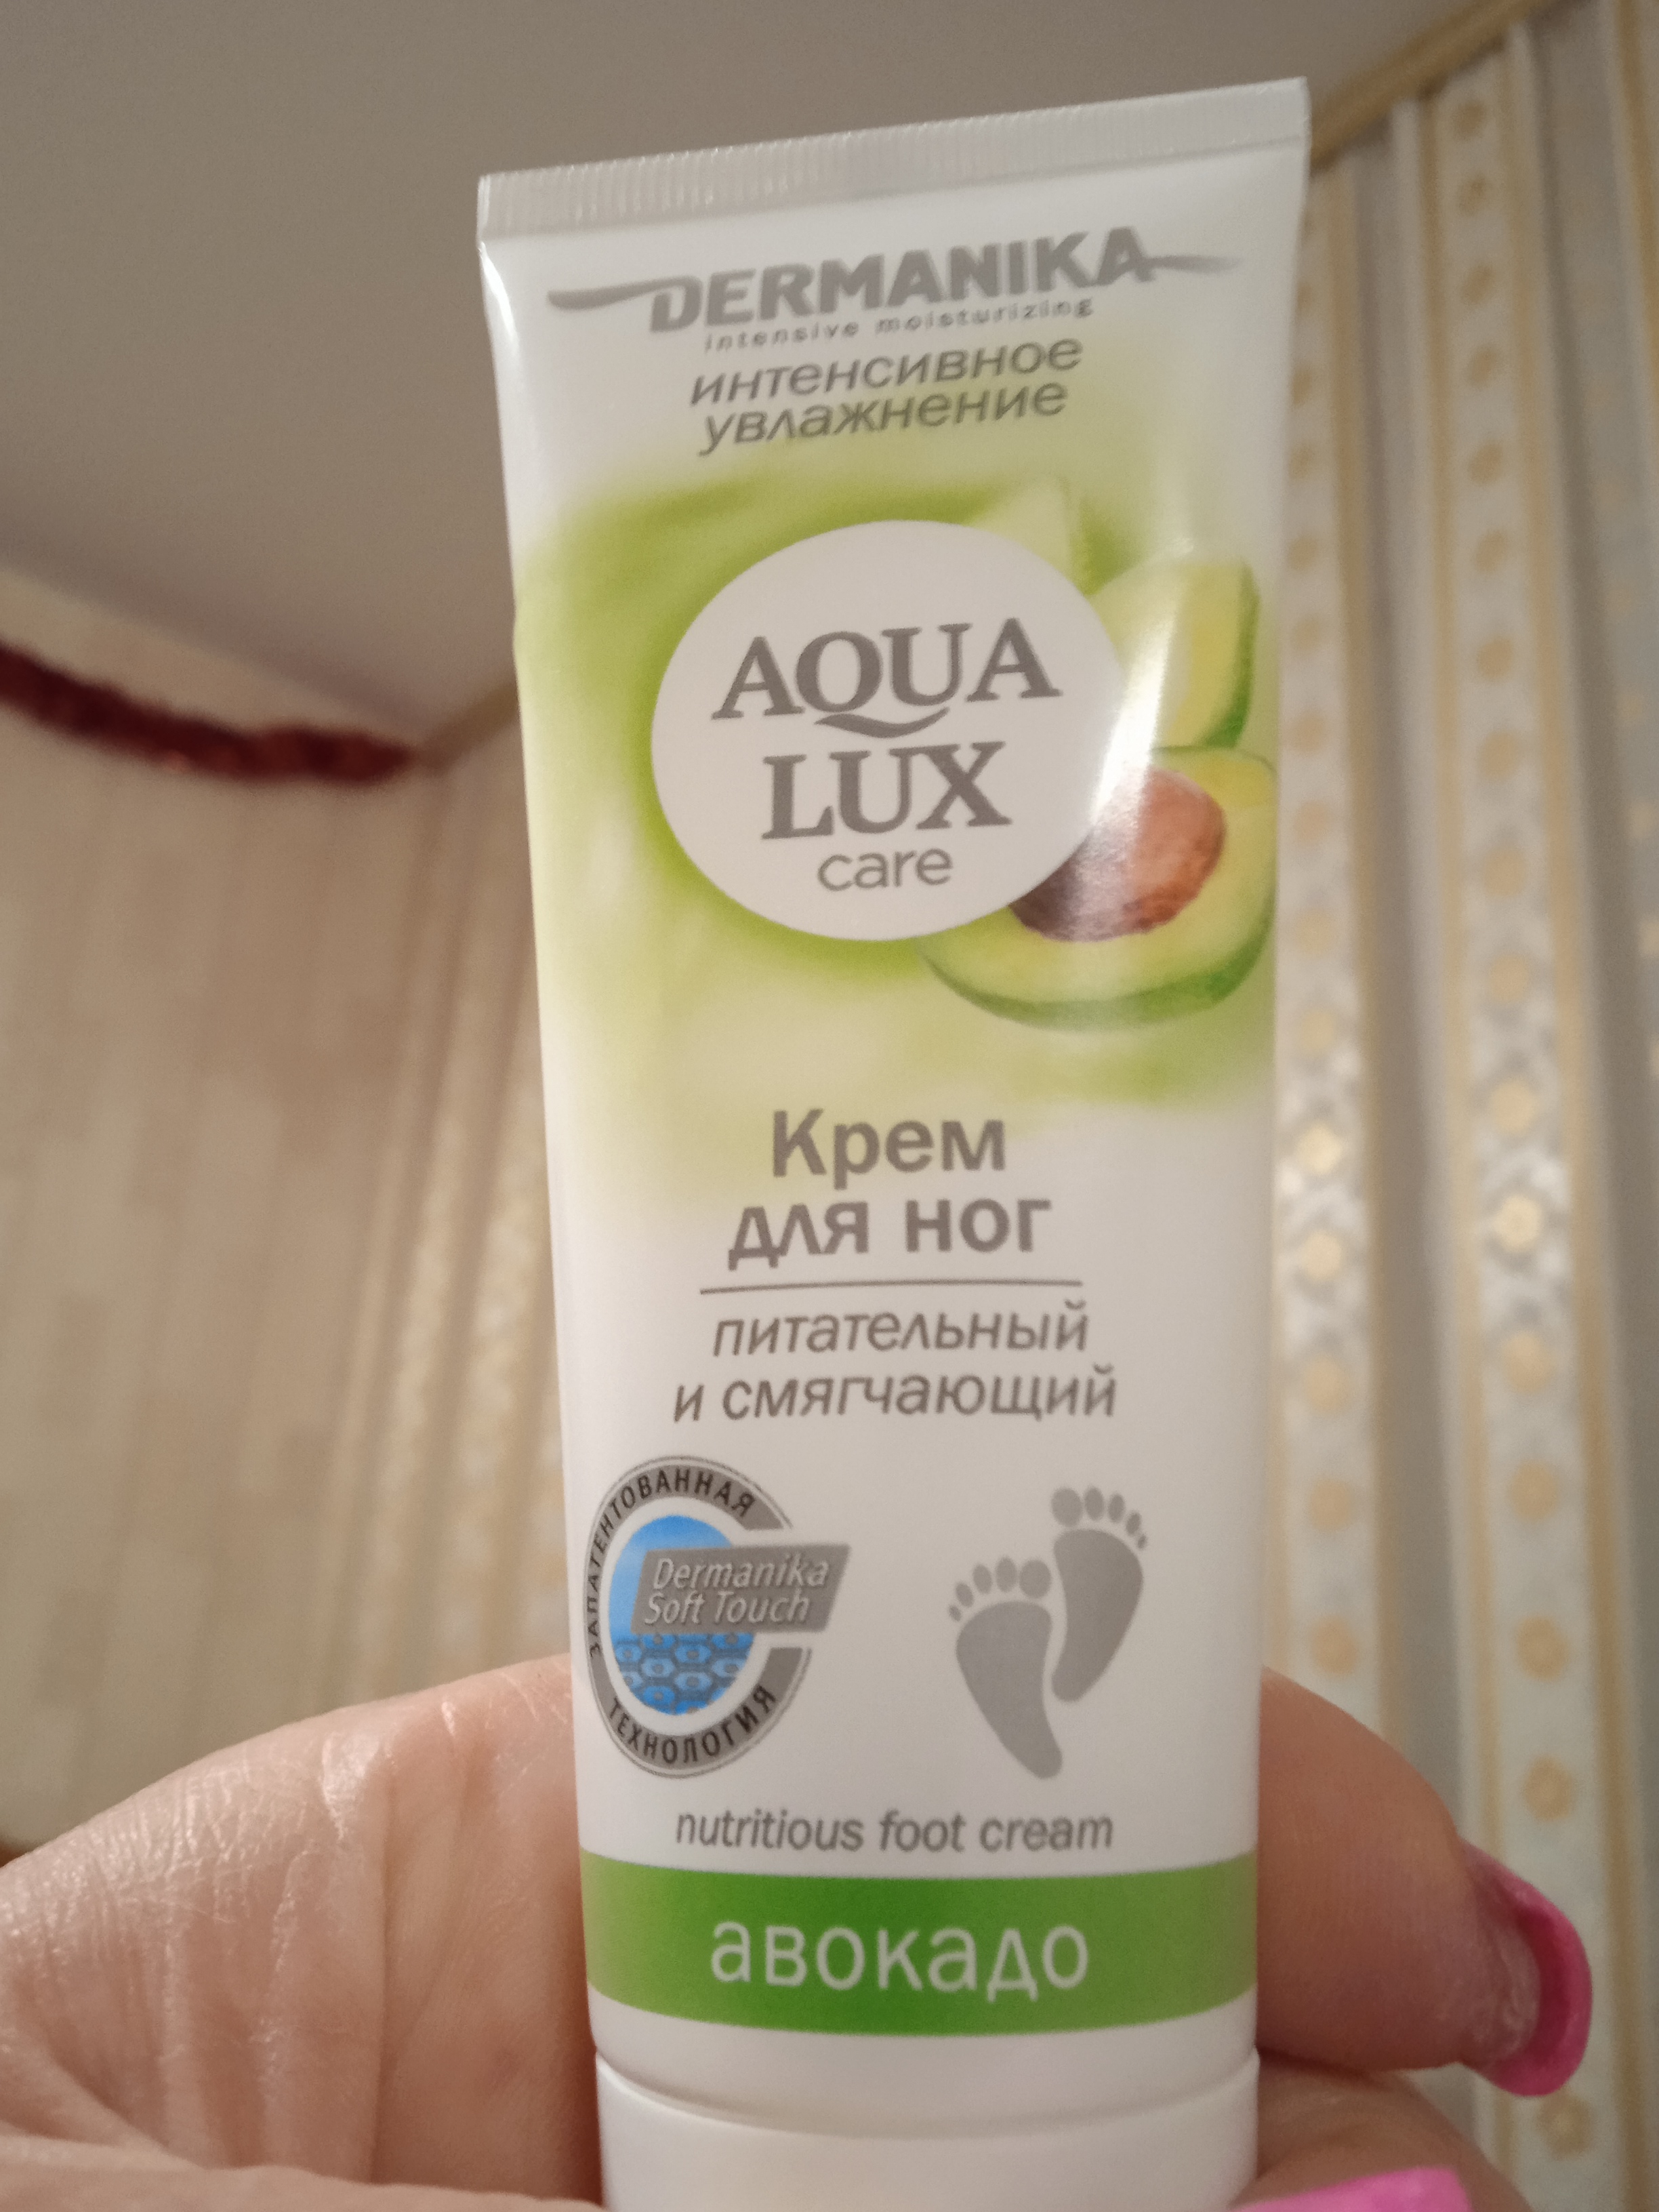 DERMANIKA
intensive moisturizing
интенсивное
увлажнение
AQUA
LUX
care
Крем
для ног
питательный
и смягчающий
ЗАПАТЕНТОВАННАЯ
Dermanika
Soft Touch
ТЕХНОЛОГИЯ
nutritious foot cream
авокадо